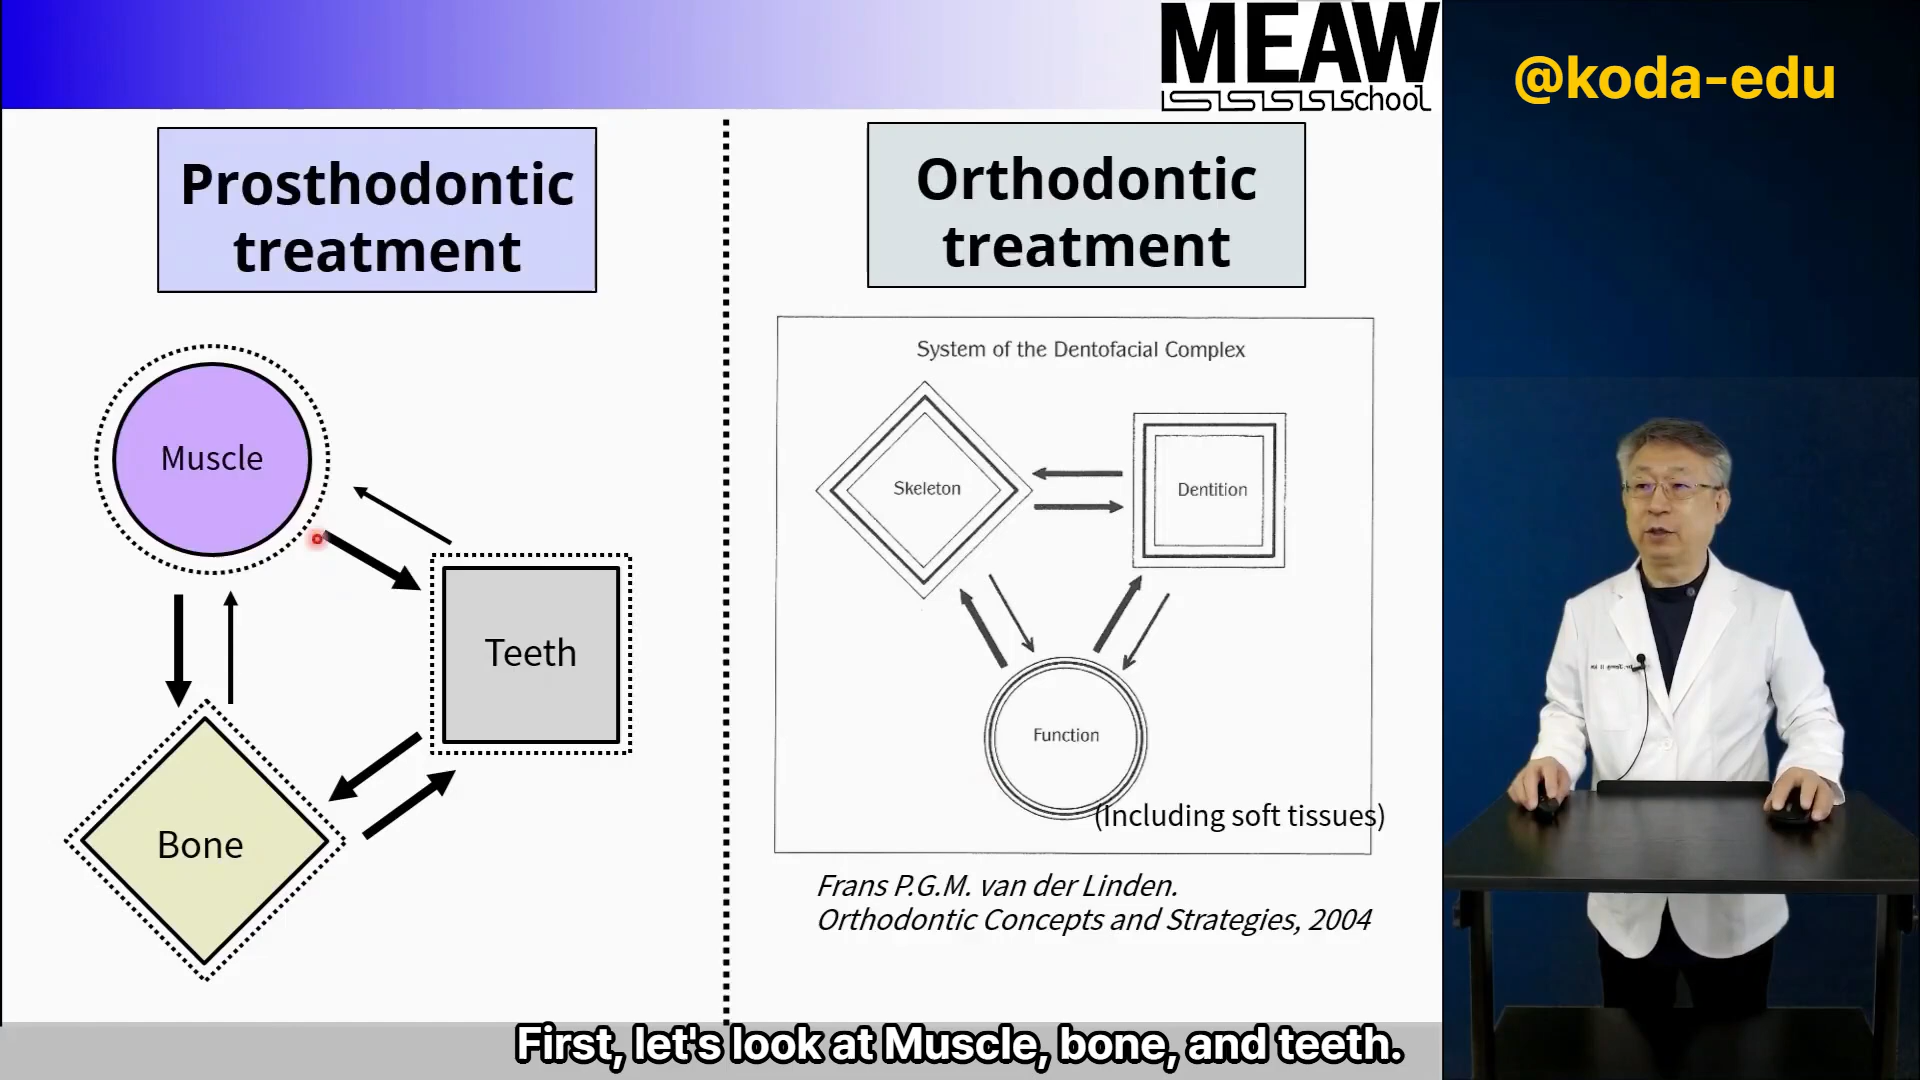 MEAW
school
@koda-edu
Prosthodontic
treatment
Orthodontic
treatment
System of the Dentofacial Complex
Muscle
Skeleton
Dentition
Teeth
Function
(Including soft tissues)
Bone
Frans P.G.M. van der Linden.
Orthodontic Concepts and Strategies, 2004
First, let's look at Muscle, bone, and teeth.